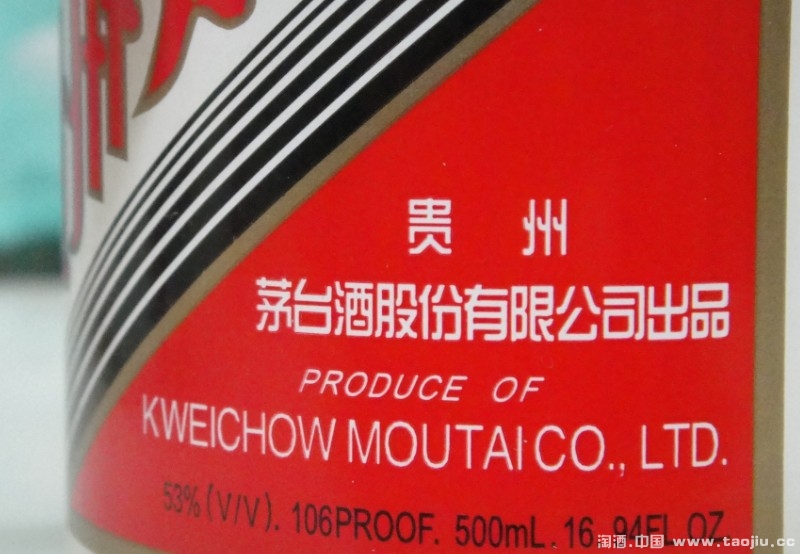 贵州
茅台酒股份有限公司出品
PRODUCE OF
KWEICHOW MOUTAI CO., LTD.
53% (V/V). 106PROOF. 500mL. 16.94FL.OZ
淘酒.中国 www.taojiu.cc